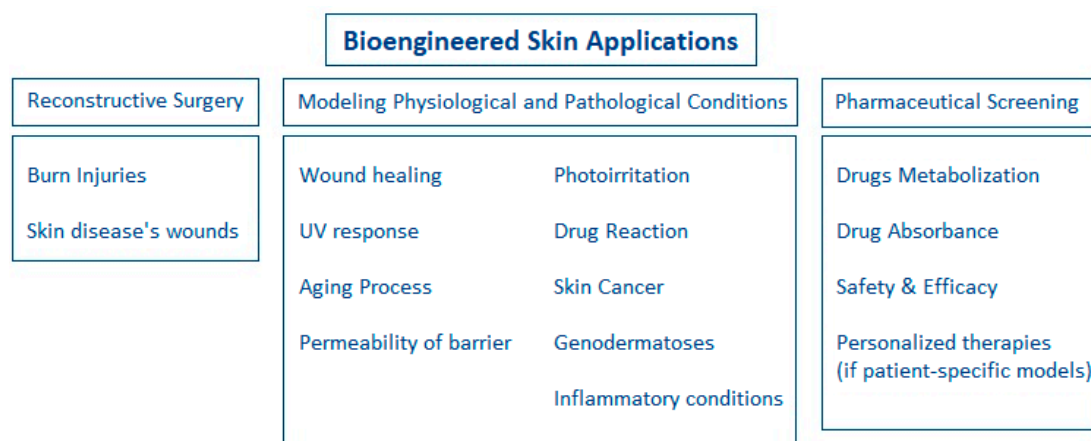 Bioengineered Skin Applications
Reconstructive Surgery
Burn Injuries
Skin disease's wounds
Modeling Physiological and Pathological Conditions
Wound healing
UV response
Aging Process
Permeability of barrier
Photoirritation
Drug Reaction
Skin Cancer
Genodermatoses
Inflammatory conditions
Pharmaceutical Screening
Drugs Metabolization
Drug Absorbance
Safety & Efficacy
Personalized therapies
(if patient-specific models)